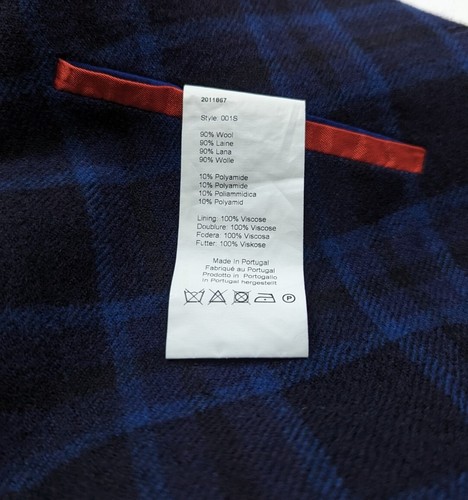 2011667
Style: 001S
90% Wool
90% Laine
90% Lana
90% Wolle
10% Polyamide
10% Polyamide
10% Poliammidica
10% Polyamid
Lining: 100% Viscose
Doublure: 100% Viscose
Fodera: 100% Viscosa
Futter: 100% Viskose
Made in Portugal
Fabriqué au Portugal
Prodotto in Portogallo
In Portugal hergestellt
P